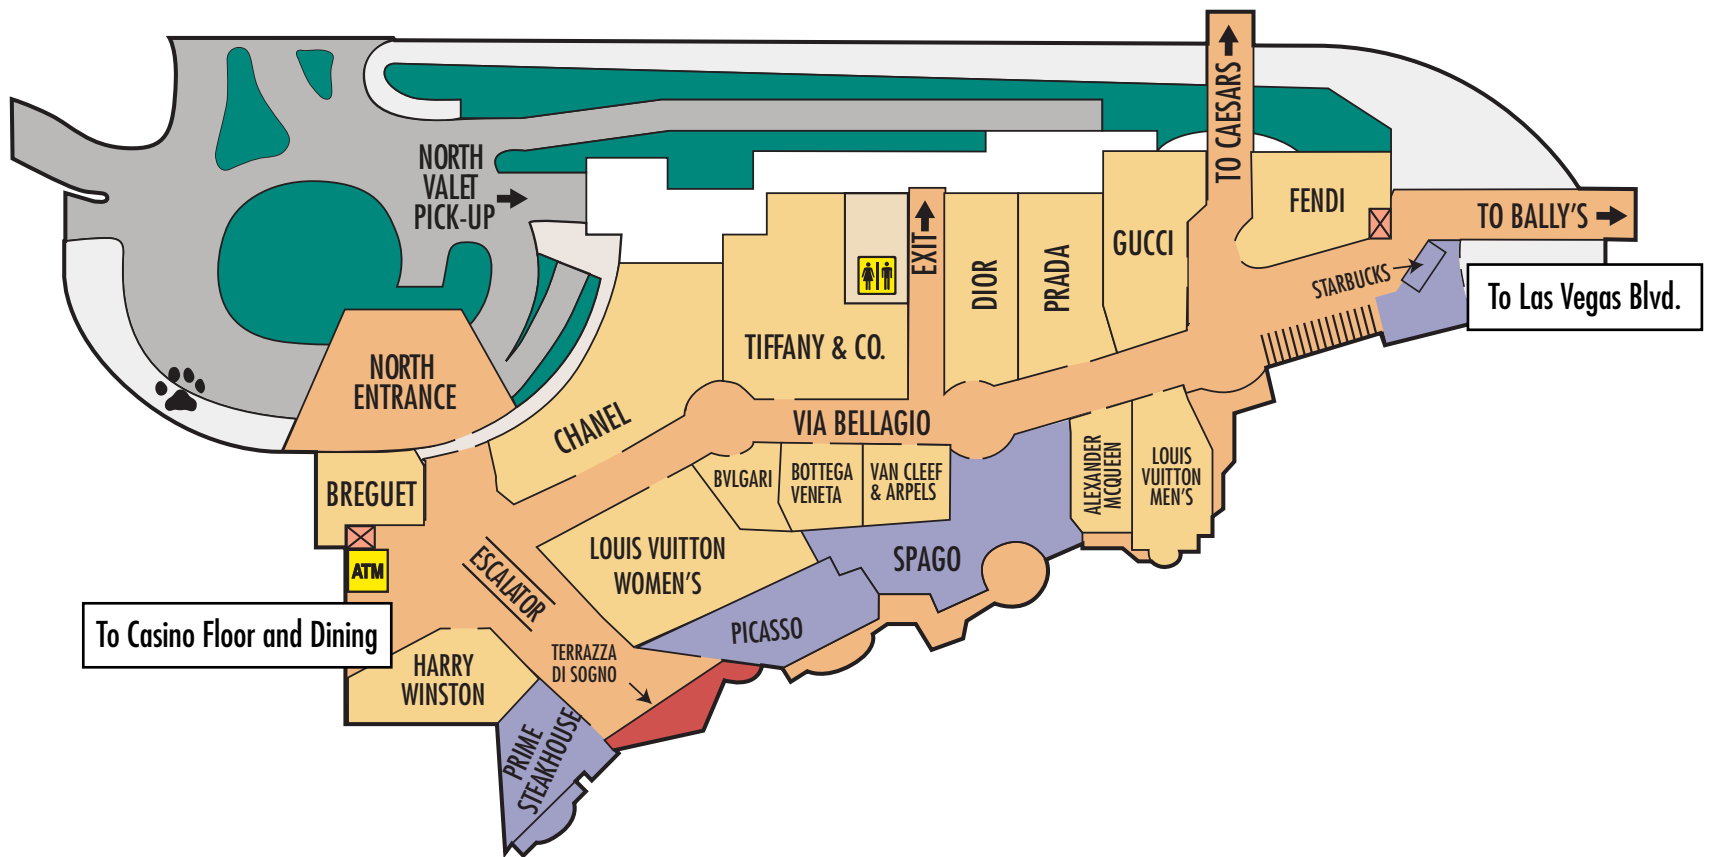 TO CAESARS
NORTH
VALET
PICK-UP
FENDI
TO BALLY'S
GUCCI
EXIT
DIOR
PRADA
STARBUCKS
To Las Vegas Blvd.
TIFFANY & CO.
NORTH
ENTRANCE
CHANEL
VIA BELLAGIO
BREGUET
BVLGARI
BOTTEGA
VENETA
VAN CLEEF
& ARPELS
ALEXANDER
MCQUEEN
LOUIS
VUITTON
MEN'S
ATM
ESCALATOR
LOUIS VUITTON
WOMEN'S
SPAGO
To Casino Floor and Dining
PICASSO
HARRY
WINSTON
TERRAZZA
DI SOGNO
PRIME
STEAKHOUSE